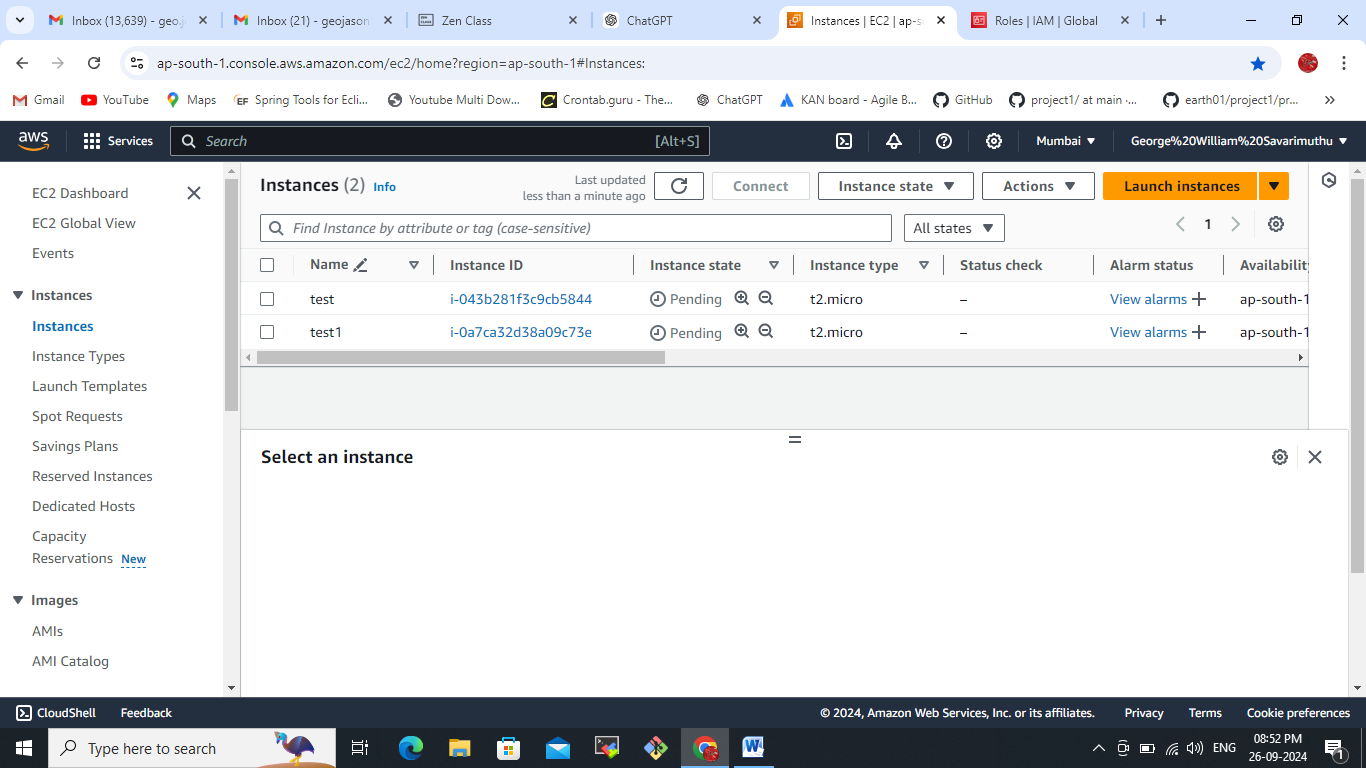 Inbox (13,639) - geo.j
Inbox (21) - geojason
Zen Class
ChatGPT
Instances | EC2 | ap-s
Roles | IAM | Global
ap-south-1.console.aws.amazon.com/ec2/home?region=ap-south-1#Instances:
Gmail
YouTube
Maps
Spring Tools for Ecli...
Youtube Multi Dow...
Crontab.guru - The...
ChatGPT
KAN board - Agile B...
GitHub
project1/ at main ·...
earth01/project1/pr...
aws
Services
Search
[Alt+S]
Mumbai
George%20William%20Savarimuthu
EC2 Dashboard
EC2 Global View
Events
Instances
Instances
Instance Types
Launch Templates
Spot Requests
Savings Plans
Reserved Instances
Dedicated Hosts
Capacity
Reservations New
Images
AMIs
AMI Catalog
Instances (2) Info
Last updated
less than a minute ago
Connect
Instance state
Actions
Launch instances
Find Instance by attribute or tag (case-sensitive)
All states
1
Name Instance ID Instance state Instance type Status check Alarm status Availability
test i-043b281f3c9cb5844 Pending t2.micro – View alarms + ap-south-1
test1 i-0a7ca32d38a09c73e Pending t2.micro – View alarms + ap-south-1
Select an instance
CloudShell
Feedback
© 2024, Amazon Web Services, Inc. or its affiliates.
Privacy
Terms
Cookie preferences
Type here to search
ENG
08:52 PM
26-09-2024
1